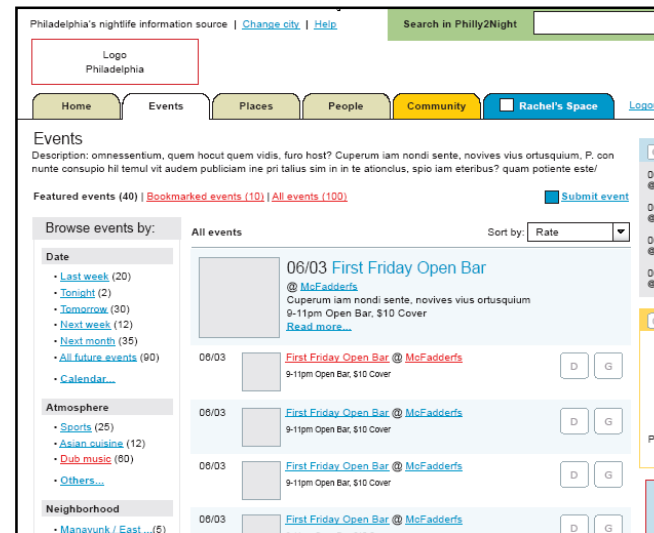 Philadelphia's nightlife information source | Change city | Help
Search in Philly2Night
Logo
Philadelphia
Home
Events
Places
People
Community
Rachel's Space
Events
Description: omnessentium, quem hocut quem vidis, furo host? Cuperum iam nondi sente, novives vius ortusquium, P. con
nunte consupio hil temul vit audem publiciam ine pri talius sim in in te ationclus, spio iam eteribus? quam potiente este/
Featured events (40) | Bookmarked events (10) | All events (100)
Submit event
Browse events by:
Date
• Last week (20)
• Tonight (2)
• Tomorrow (30)
• Next week (12)
• Next month (35)
• All future events (90)
• Calendar...
Atmosphere
• Sports (25)
• Asian cuisine (12)
• Dub music (60)
• Others...
Neighborhood
• Manayunk / East ...(5)
All events
Sort by: Rate
06/03 First Friday Open Bar
@ McFadderfs
Cuperum iam nondi sente, novives vius ortusquium
9-11pm Open Bar, $10 Cover
Read more...
06/03 First Friday Open Bar @ McFadderfs D G
9-11pm Open Bar, $10 Cover
06/03 First Friday Open Bar @ McFadderfs D G
9-11pm Open Bar, $10 Cover
06/03 First Friday Open Bar @ McFadderfs D G
9-11pm Open Bar, $10 Cover
06/03 First Friday Open Bar @ McFadderfs D G